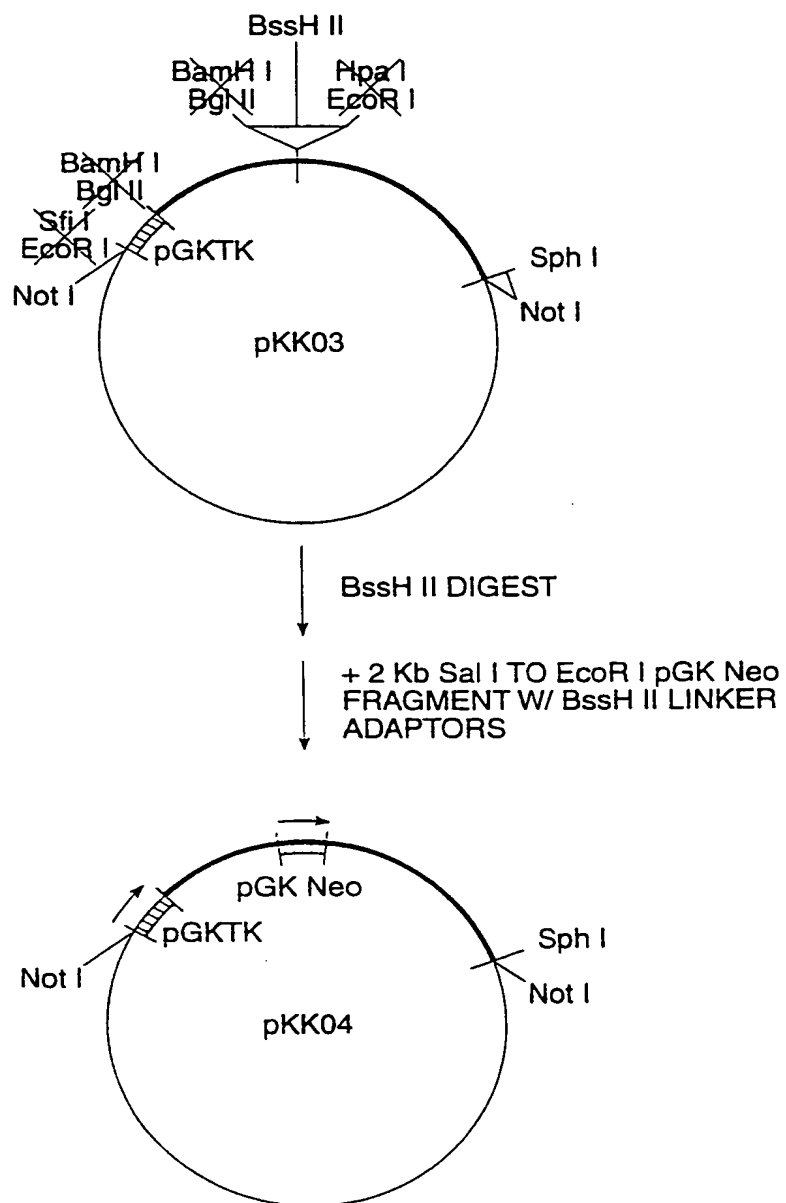 BssH II
BamH I
Bgl II
Hpa I
EcoR I
BamH I
Bgl II
Sfi I
EcoR I
pGKTK
Not I
Sph I
Not I
pKK03
BssH II DIGEST
+ 2 Kb Sal I TO EcoR I pGK Neo
FRAGMENT W/ BssH II LINKER
ADAPTORS
pGK Neo
pGKTK
Not I
Sph I
Not I
pKK04